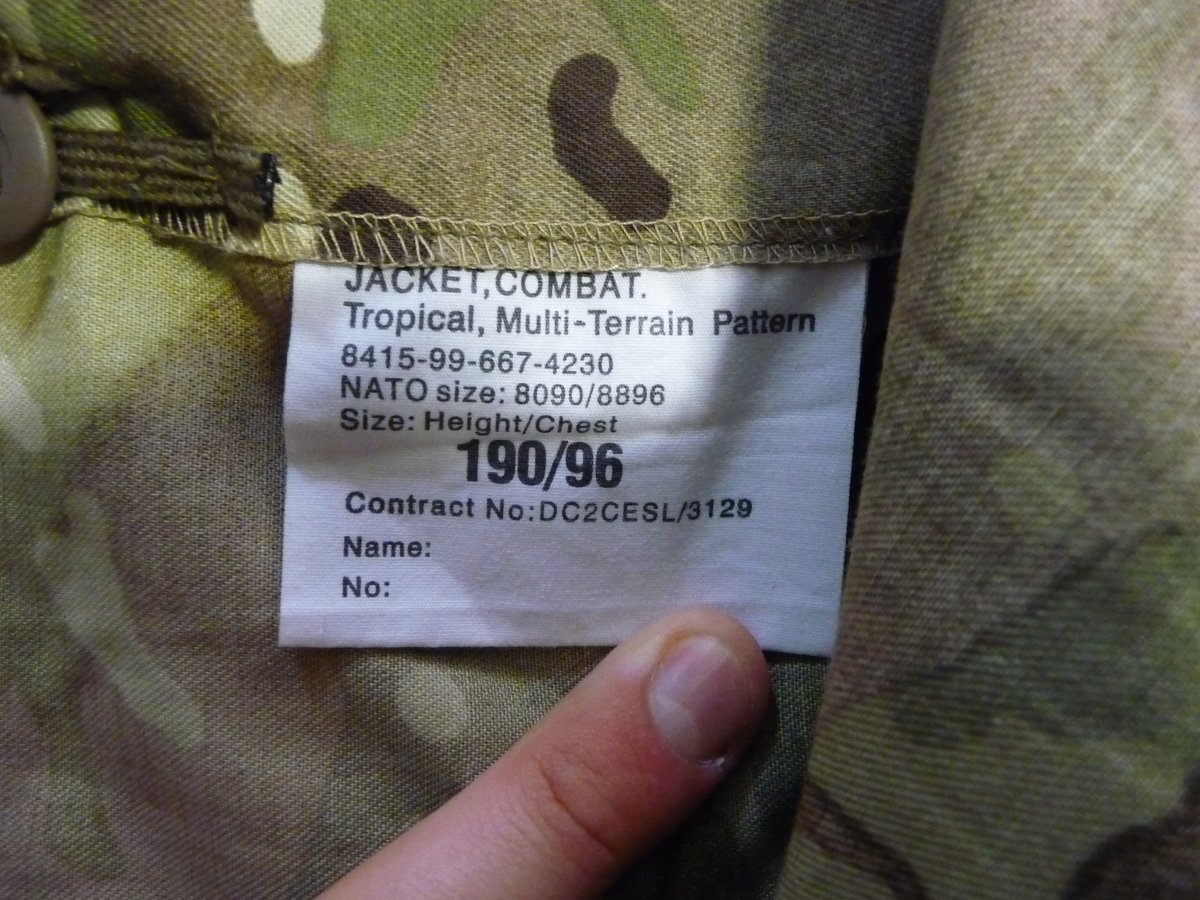 JACKET,COMBAT.
Tropical, Multi-Terrain Pattern
8415-99-667-4230
NATO size: 8090/8896
Size: Height/Chest
190/96
Contract No:DC2CESL/3129
Name:
No: